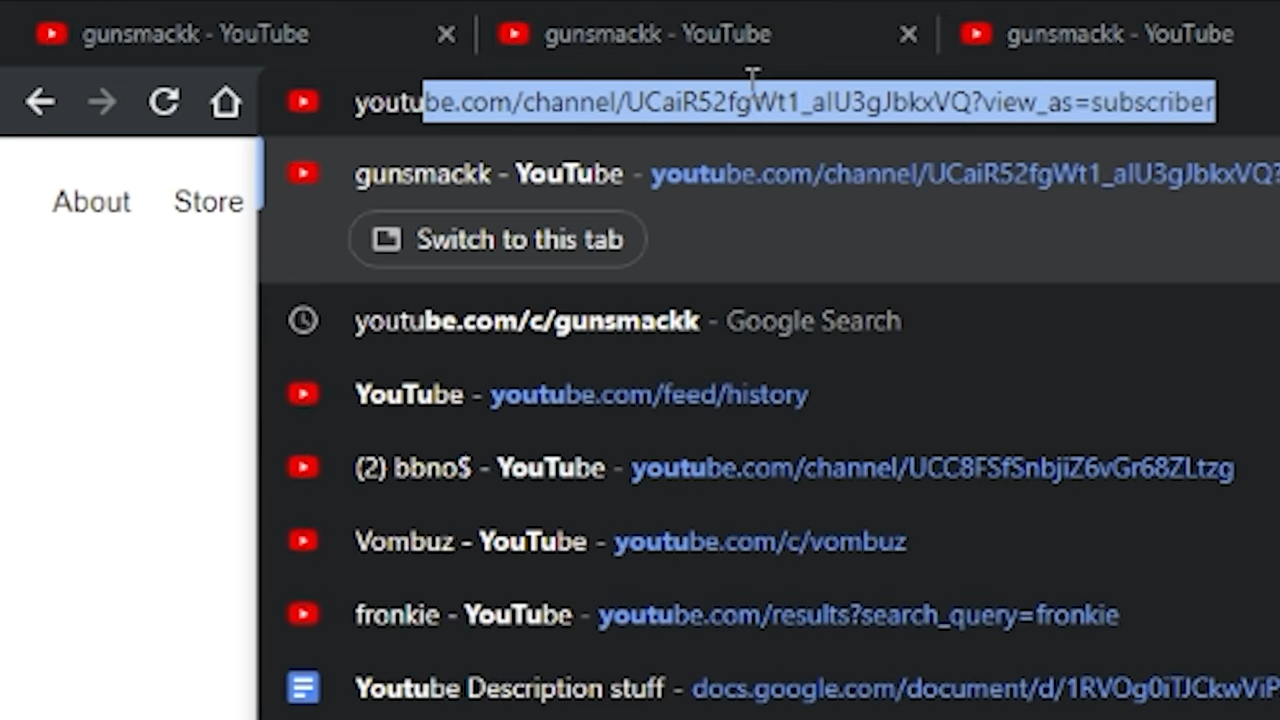 gunsmackk - YouTube gunsmackk - YouTube gunsmackk - YouTube
youtube.com/channel/UCaiR52fgWt1_alU3gJbkxVQ?view_as=subscriber
About Store
gunsmackk - YouTube - youtube.com/channel/UCaiR52fgWt1_alU3gJbkxVQ?
Switch to this tab
youtube.com/c/gunsmackk - Google Search
YouTube - youtube.com/feed/history
(2) bbno$ - YouTube - youtube.com/channel/UCC8FSfSnbjiZ6vGr68ZLtzg
Vombuz - YouTube - youtube.com/c/vombuz
fronkie - YouTube - youtube.com/results?search_query=fronkie
Youtube Description stuff - docs.google.com/document/d/1RVOg0iTJCkwViP